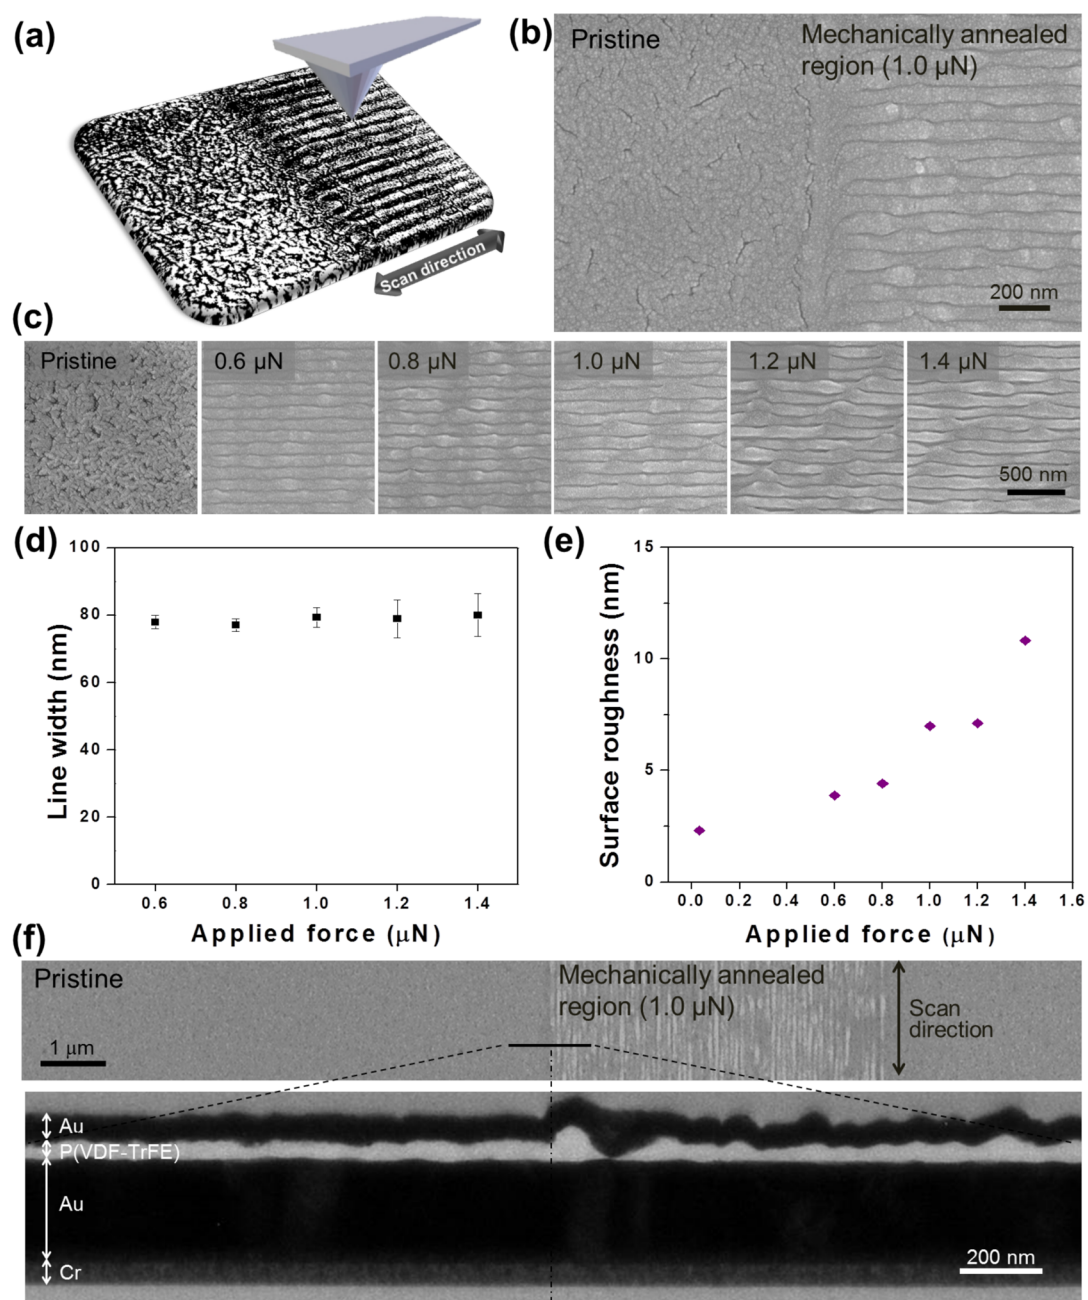 (a)
Scan direction
(b)
Pristine
Mechanically annealed
region (1.0 µN)
200 nm
(c)
Pristine
0.6 µN
0.8 µN
1.0 µN
1.2 µN
1.4 µN
500 nm
(d)
100
80
60
40
20
0
Line width (nm)
0.6 0.8 1.0 1.2 1.4
Applied force (µN)
(e)
15
10
5
0
Surface roughness (nm)
0.0 0.2 0.4 0.6 0.8 1.0 1.2 1.4 1.6
Applied force (µN)
(f)
Pristine
Mechanically annealed
region (1.0 µN)
Scan
direction
1 µm
Au
P(VDF-TrFE)
Au
Cr
200 nm